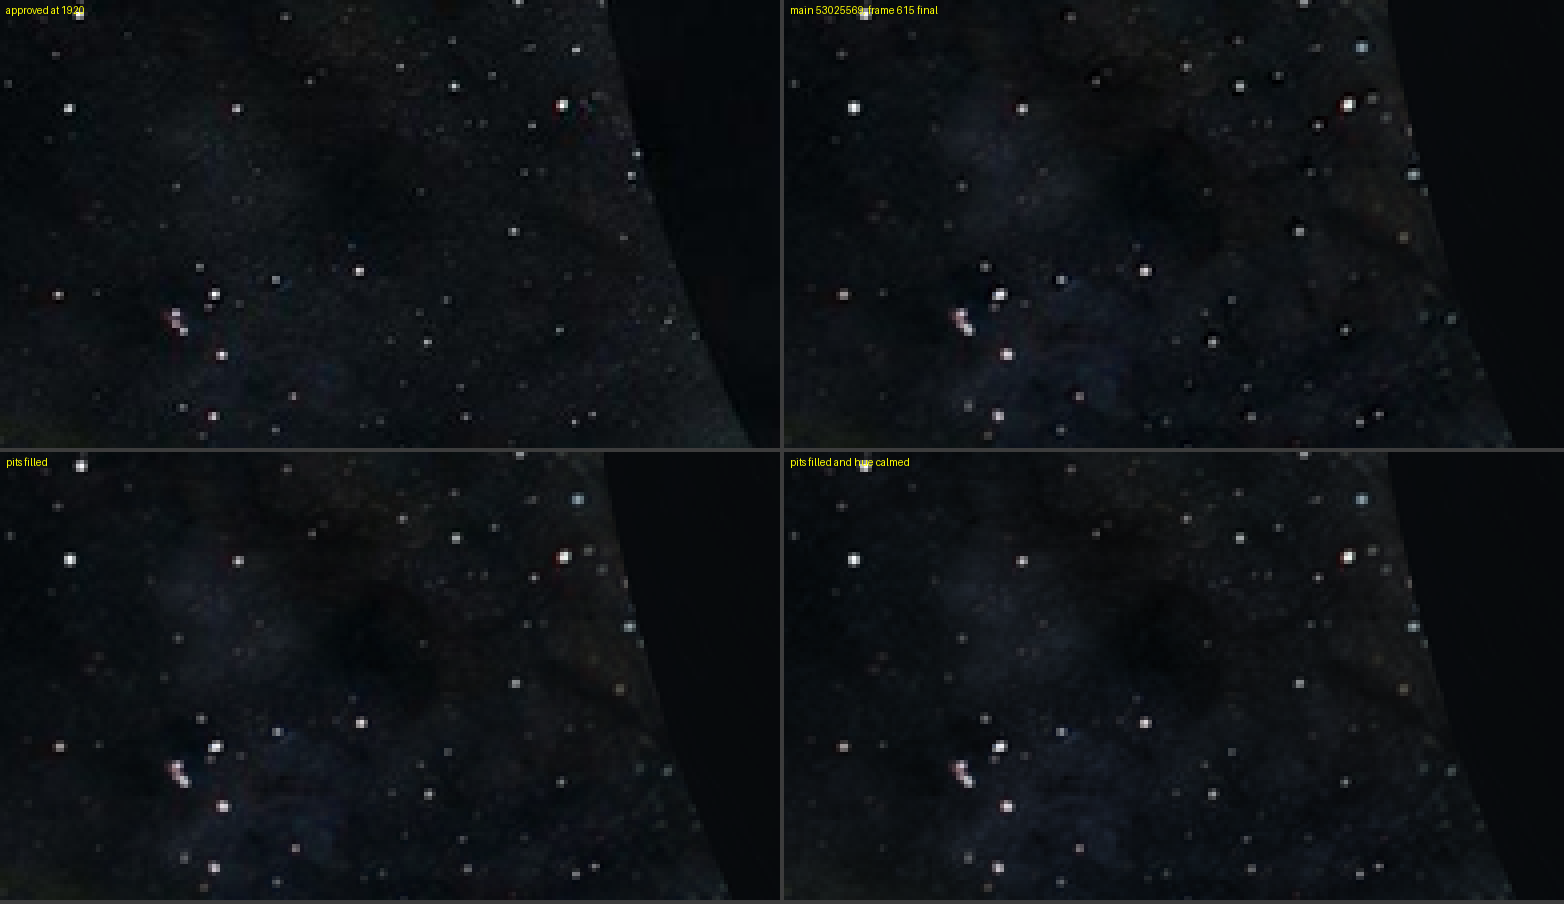 approved at 1920
main 53025569 frame 615 final
pits filled
pits filled and hue calmed